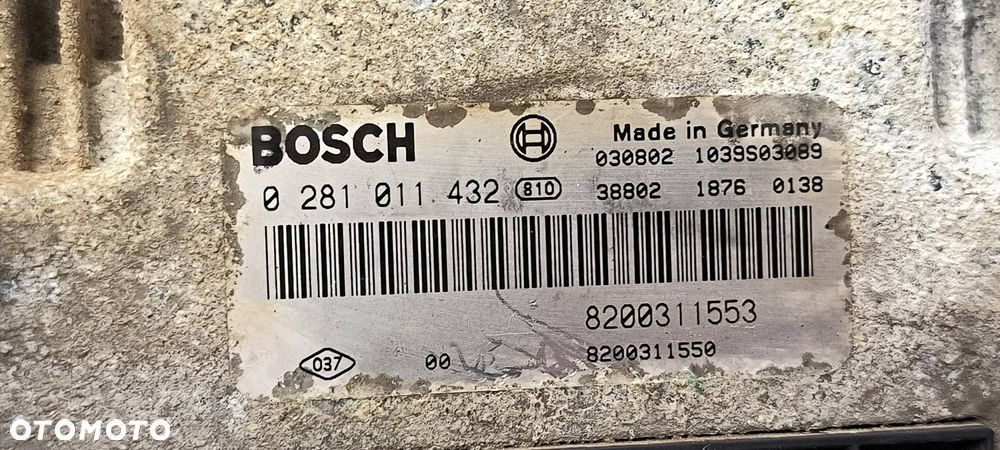 BOSCH
Made in Germany
030802 1039S03089
0 281 011 432 810 38802 1876 0138
8200311553
037 00 8200311550
OTOMOTO